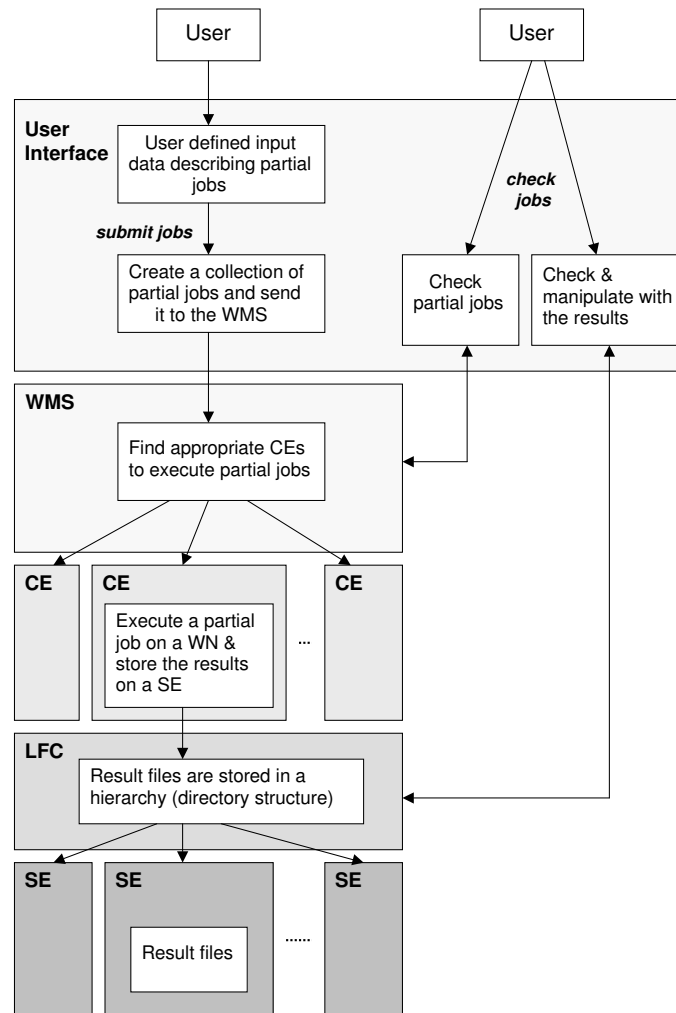 User
User
User
Interface
User defined input
data describing partial
jobs
check
jobs
submit jobs
Create a collection of
partial jobs and send
it to the WMS
Check
partial jobs
Check &
manipulate with
the results
WMS
Find appropriate CEs
to execute partial jobs
CE
CE
CE
Execute a partial
job on a WN &
store the results
on a SE
...
LFC
Result files are stored in a
hierarchy (directory structure)
SE
SE
SE
Result files
......